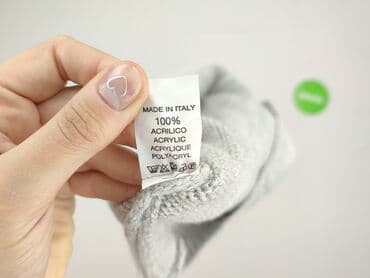 MADE IN ITALY
100%
ACRILICO
ACRYLIC
ACRYLIQUE
POLYACRYL